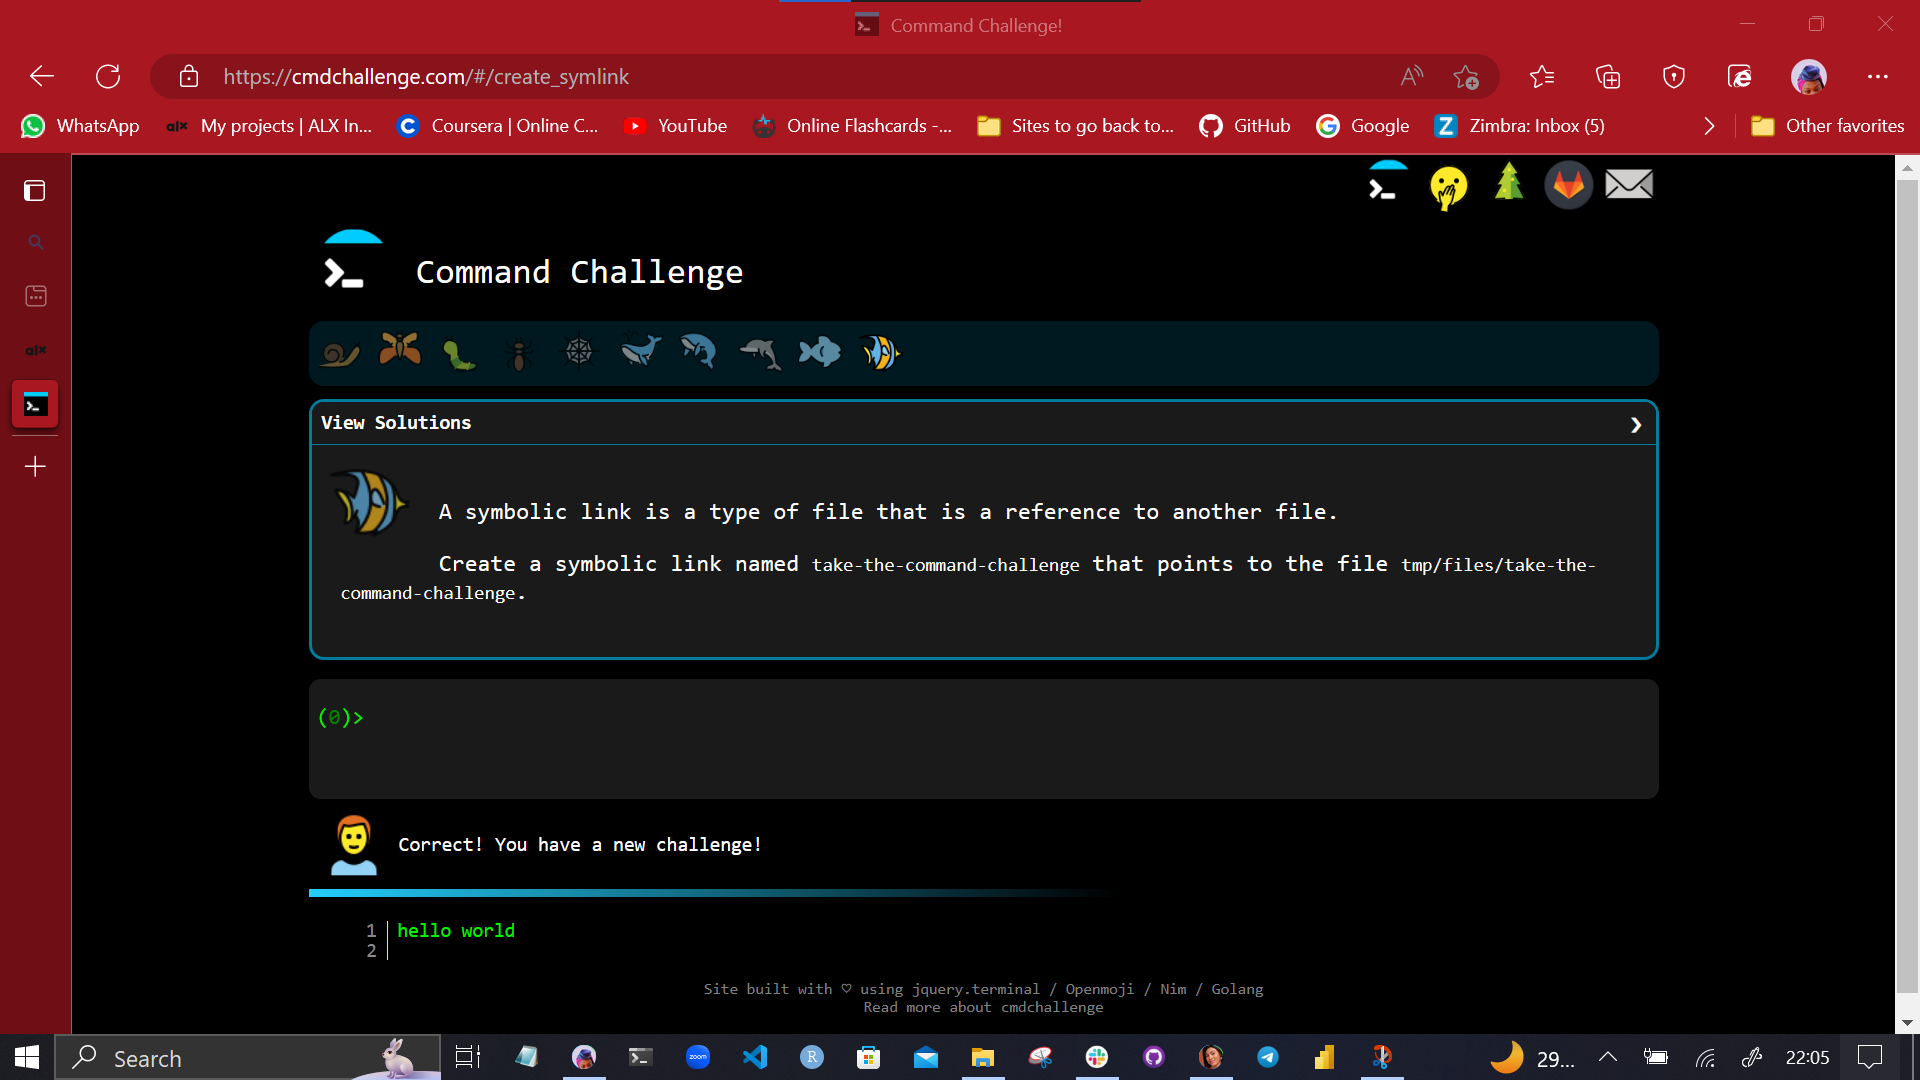 Command Challenge!
https://cmdchallenge.com/#/create_symlink
WhatsApp
alx My projects | ALX In...
Coursera | Online C...
YouTube
Online Flashcards -...
Sites to go back to...
GitHub
Google
Zimbra: Inbox (5)
Other favorites
alx
Command Challenge
View Solutions
A symbolic link is a type of file that is a reference to another file.
Create a symbolic link named take-the-command-challenge that points to the file tmp/files/take-the-
command-challenge.
(0)>
Correct! You have a new challenge!
1 hello world
2
Site built with ♡ using jquery.terminal / Openmoji / Nim / Golang
Read more about cmdchallenge
Search
zoom
29...
22:05